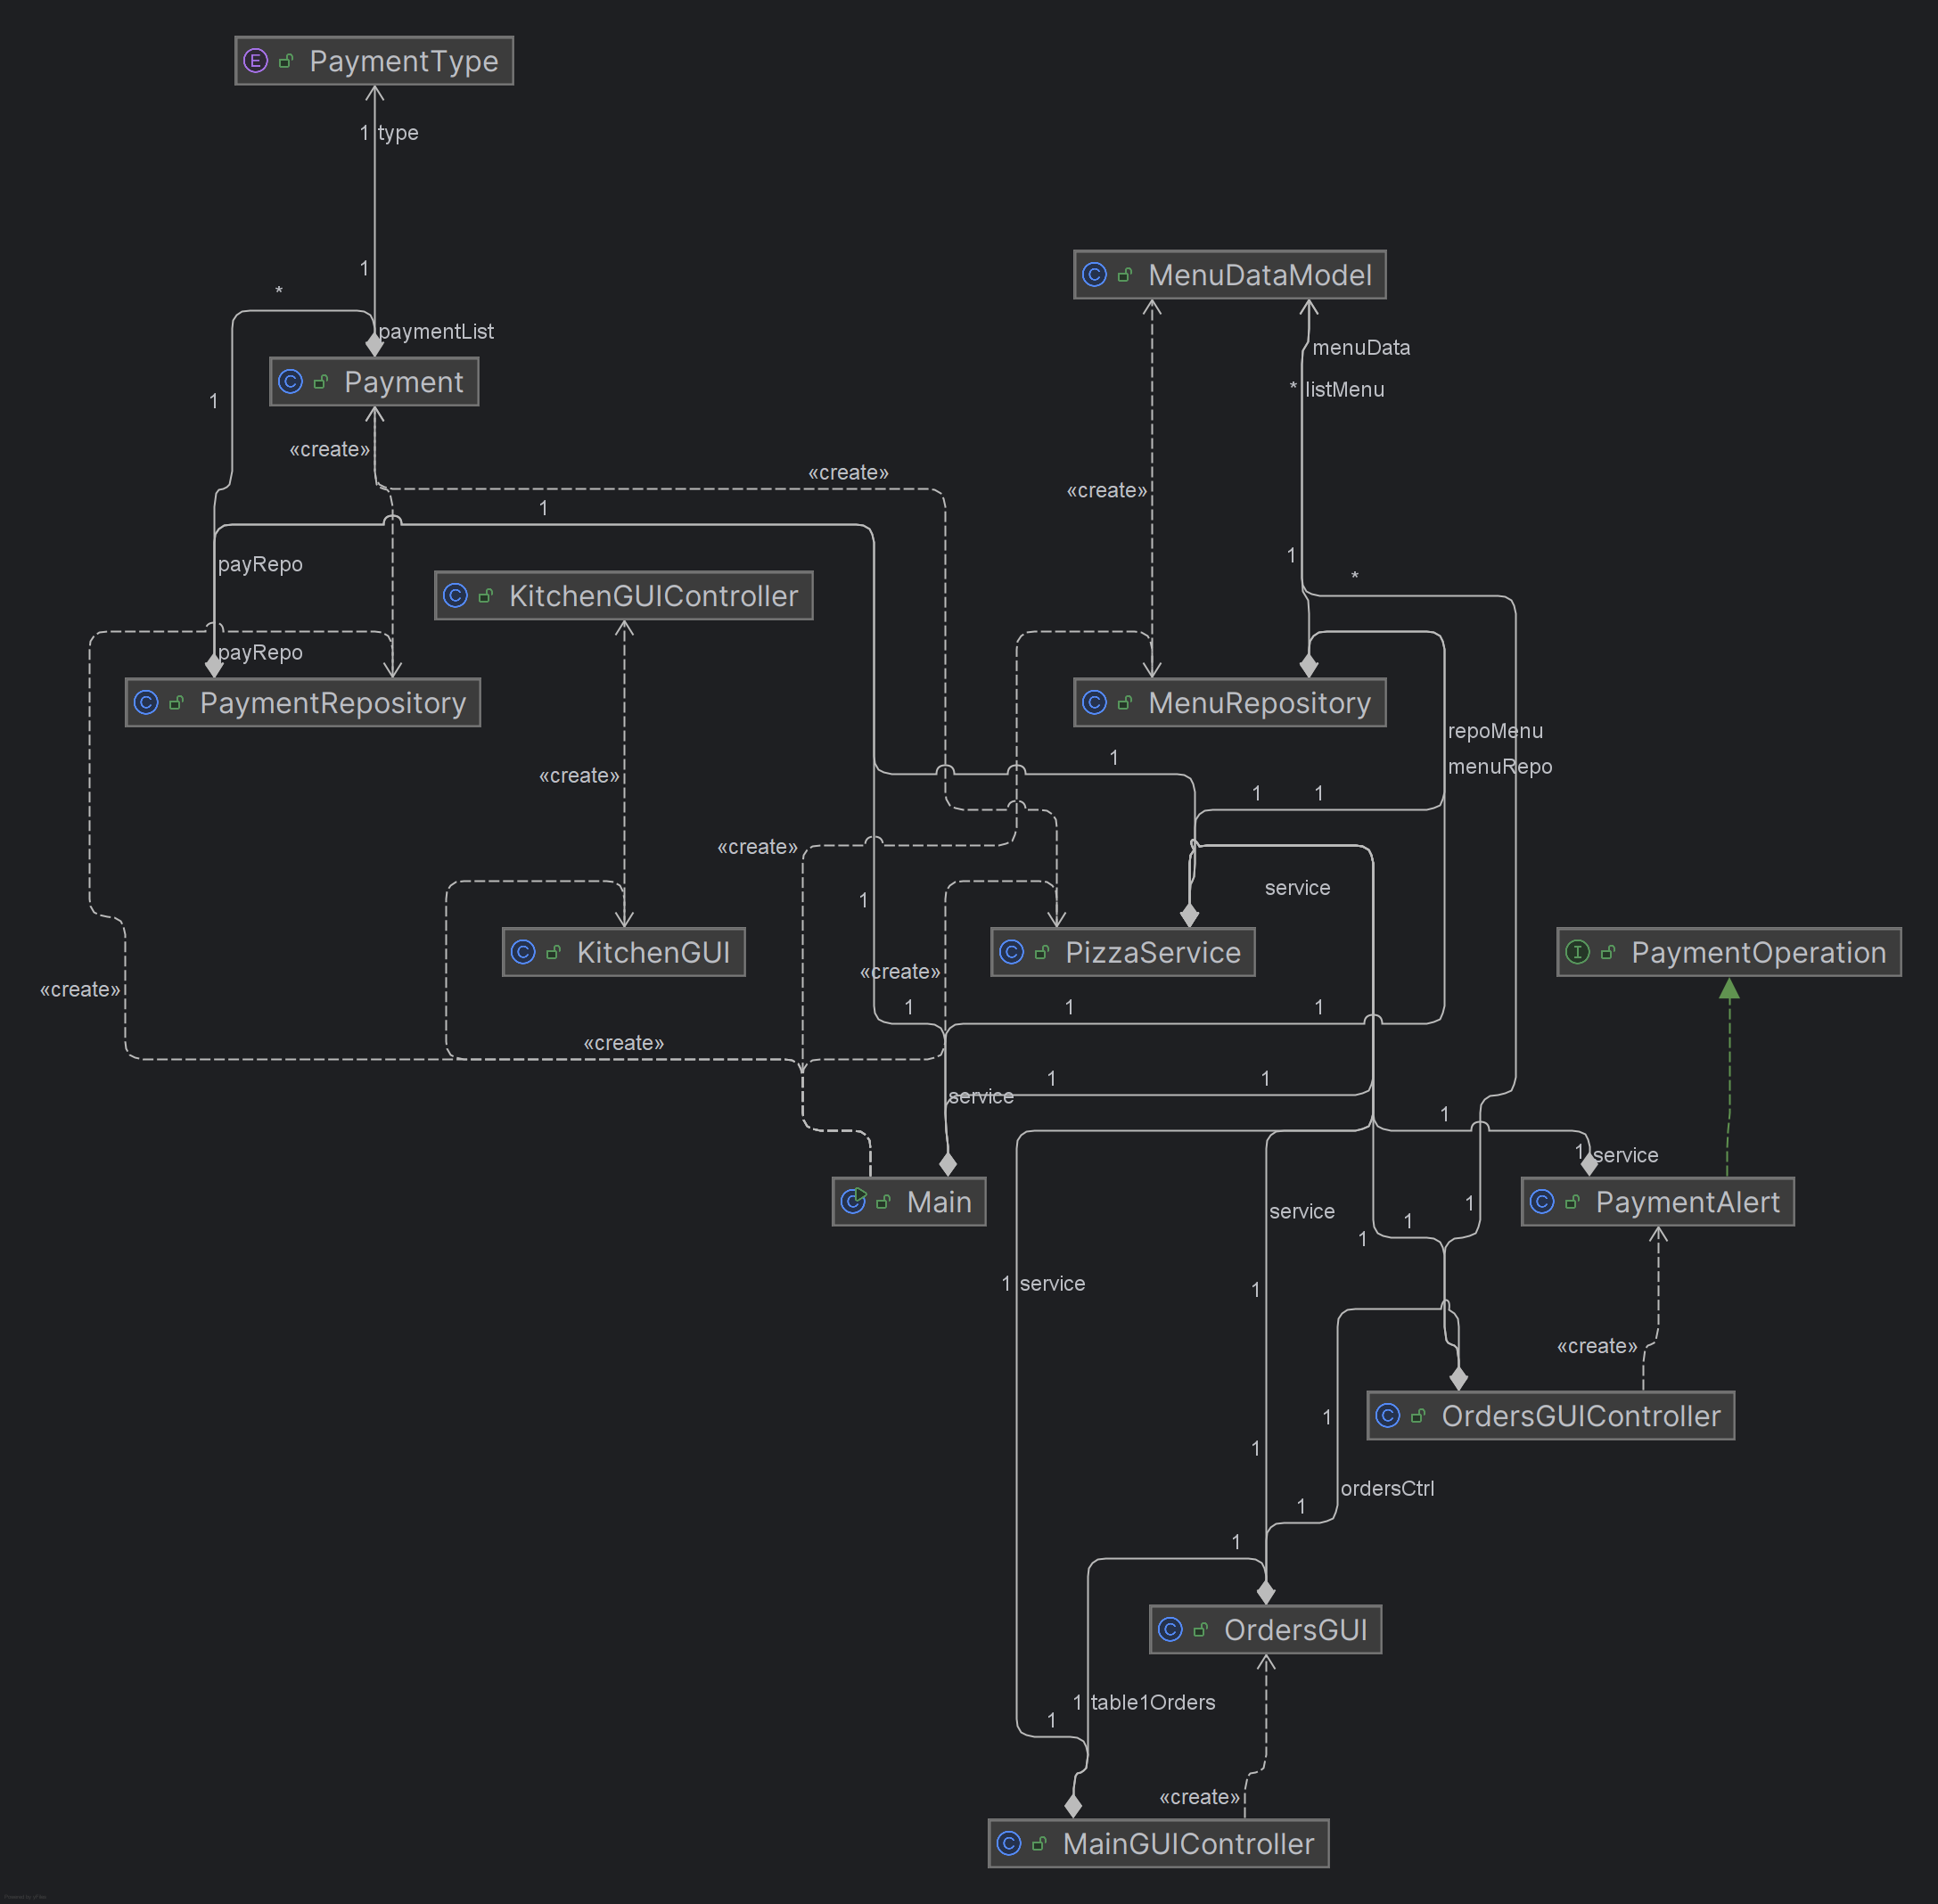 E PaymentType
1 type
1
*
paymentList
C MenuDataModel
menuData
* listMenu
1
C Payment
«create»
«create»
«create»
1
1
*
payRepo
C KitchenGUIController
payRepo
C PaymentRepository
C MenuRepository
repoMenu
menuRepo
«create»
1
1 1
«create»
1
service
C KitchenGUI
C PizzaService
I PaymentOperation
«create»
«create»
1 1 1
«create»
1 1
service
1
1 service
C Main
C PaymentAlert
service
1
1
1
1 service
1
«create»
1
C OrdersGUIController
1
ordersCtrl
1
1
C OrdersGUI
1 table1Orders
1
«create»
C MainGUIController
Powered by yFiles